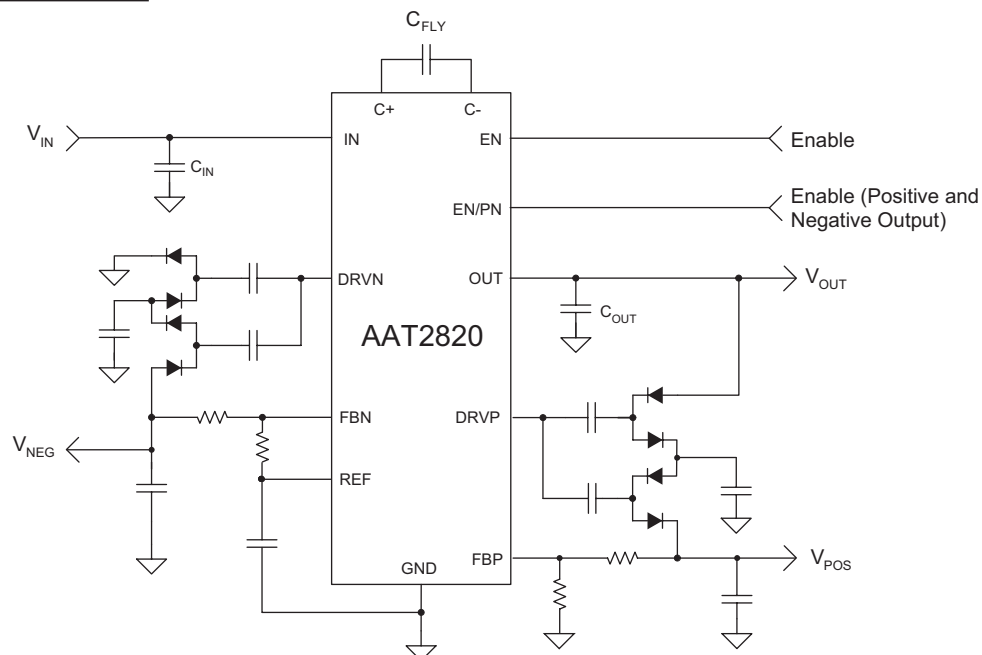 C_FLY
C+ C-
V_IN IN EN Enable
C_IN
EN/PN Enable (Positive and
Negative Output)
DRVN OUT V_OUT
C_OUT
AAT2820
FBN DRVP
V_NEG
REF
FBP V_POS
GND